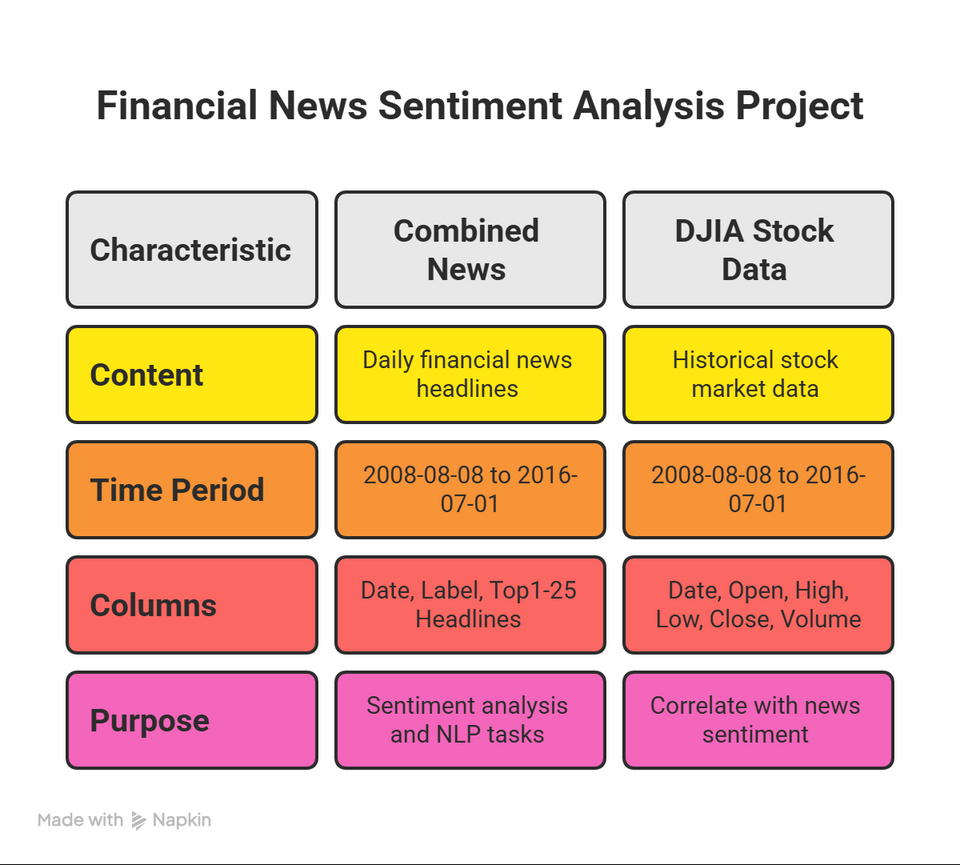 Financial News Sentiment Analysis Project
Characteristic
Combined
News
DJIA Stock
Data
Content
Daily financial news
headlines
Historical stock
market data
Time Period
2008-08-08 to 2016-
07-01
2008-08-08 to 2016-
07-01
Columns
Date, Label, Top1-25
Headlines
Date, Open, High,
Low, Close, Volume
Purpose
Sentiment analysis
and NLP tasks
Correlate with news
sentiment
Made with Napkin